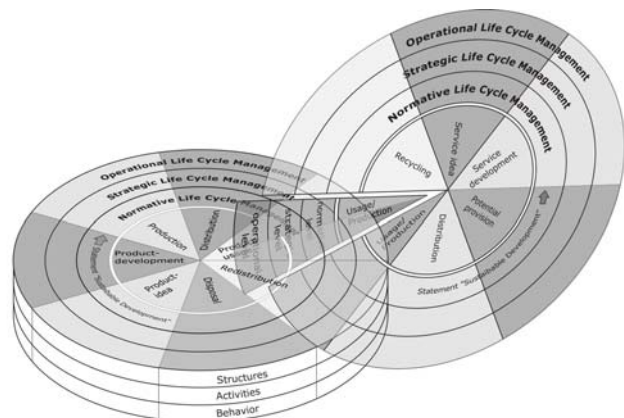 Operational Life Cycle Management
Strategic Life Cycle Management
Normative Life Cycle Management
Service idea
Service
development
Potential
provision
Distribution
Usage/
Production
Recycling
Statement "Sustainable Development"
Operational Life Cycle Management
Strategic Life Cycle Management
Normative Life Cycle
Production
Distribution
Product-
development
Product-
idea
Disposal
Redistribution
Usage/
Statement "Sustainable Development"
Structures
Activities
Behavior